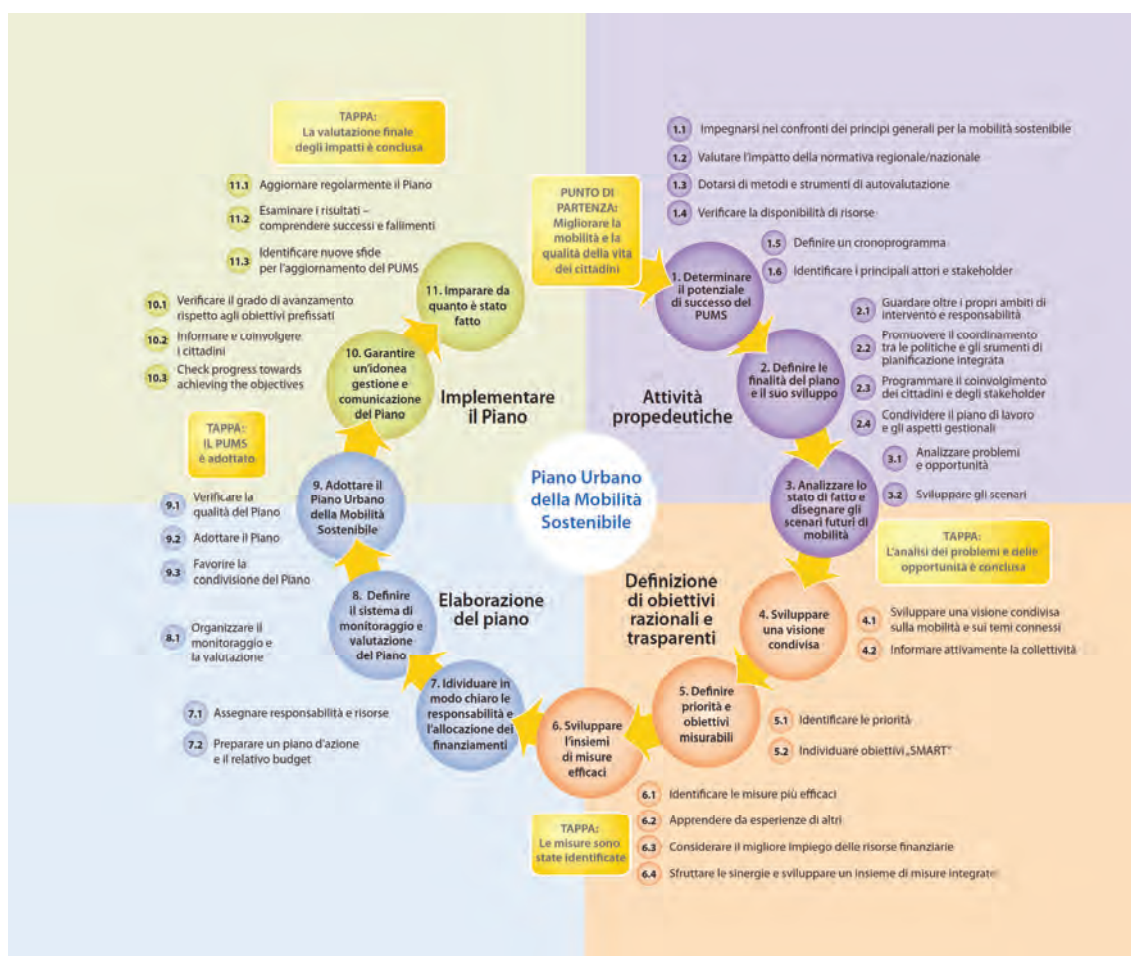 PUNTO DI
PARTENZA:
Migliorare la
mobilità e la
qualità della vita
dei cittadini
1. Determinare
il potenziale
di successo del
PUMS
1.1 Impegnarsi nei confronti dei principi generali per la mobilità sostenibile
1.2 Valutare l'impatto della normativa regionale/nazionale
1.3 Dotarsi di metodi e strumenti di autovalutazione
1.4 Verificare la disponibilità di risorse
1.5 Definire un cronoprogramma
1.6 Identificare i principali attori e stakeholder
2. Definire le
finalità del piano
e il suo sviluppo
2.1 Guardare oltre i propri ambiti di
intervento e responsabilità
2.2 Promuovere il coordinamento
tra le politiche e gli srumenti di
pianificazione integrata
2.3 Programmare il coinvolgimento
dei cittadini e degli stakeholder
2.4 Condividere il piano di lavoro
e gli aspetti gestionali
3. Analizzare lo
stato di fatto e
disegnare gli
scenari futuri di
mobilità
3.1 Analizzare problemi
e opportunità
3.2 Sviluppare gli scenari
TAPPA:
L'analisi dei problemi e delle
opportunità è conclusa
Attività
propedeutiche
Piano Urbano
della Mobilità
Sostenibile
Definizione
di obiettivi
razionali e
trasparenti
4. Sviluppare
una visione
condivisa
4.1 Sviluppare una visione condivisa
sulla mobilità e sui temi connessi
4.2 Informare attivamente la collettività
5. Definire
priorità e
obiettivi
misurabili
5.1 Identificare le priorità
5.2 Individuare obiettivi „SMART"
6. Sviluppare
l'insiemi
di misure
efficaci
6.1 Identificare le misure più efficaci
6.2 Apprendere da esperienze di altri
6.3 Considerare il migliore impiego delle risorse finanziarie
6.4 Sfruttare le sinergie e sviluppare un insieme di misure integrate
TAPPA:
Le misure sono
state identificate
Elaborazione
del piano
7. Idividuare in
modo chiaro le
responsabilità e
l'allocazione dei
finanziamenti
7.1 Assegnare responsabilità e risorse
7.2 Preparare un piano d'azione
e il relativo budget
8. Definire
il sistema di
monitoraggio e
valutazione
del Piano
8.1 Organizzare il
monitoraggio e
la valutazione
9. Adottare il
Piano Urbano
della Mobilità
Sostenibile
9.1 Verificare la
qualità del Piano
9.2 Adottare il Piano
9.3 Favorire la
condivisione del Piano
TAPPA:
IL PUMS
è adottato
Implementare
il Piano
10. Garantire
un'idonea
gestione e
comunicazione
del Piano
10.1 Verificare il grado di avanzamento
rispetto agli obiettivi prefissati
10.2 Informare e coinvolgere
i cittadini
10.3 Check progress towards
achieving the objectives
11. Imparare da
quanto è stato
fatto
11.1 Aggiornare regolarmente il Piano
11.2 Esaminare i risultati –
comprendere successi e fallimenti
11.3 Identificare nuove sfide
per l'aggiornamento del PUMS
TAPPA:
La valutazione finale
degli impatti è conclusa